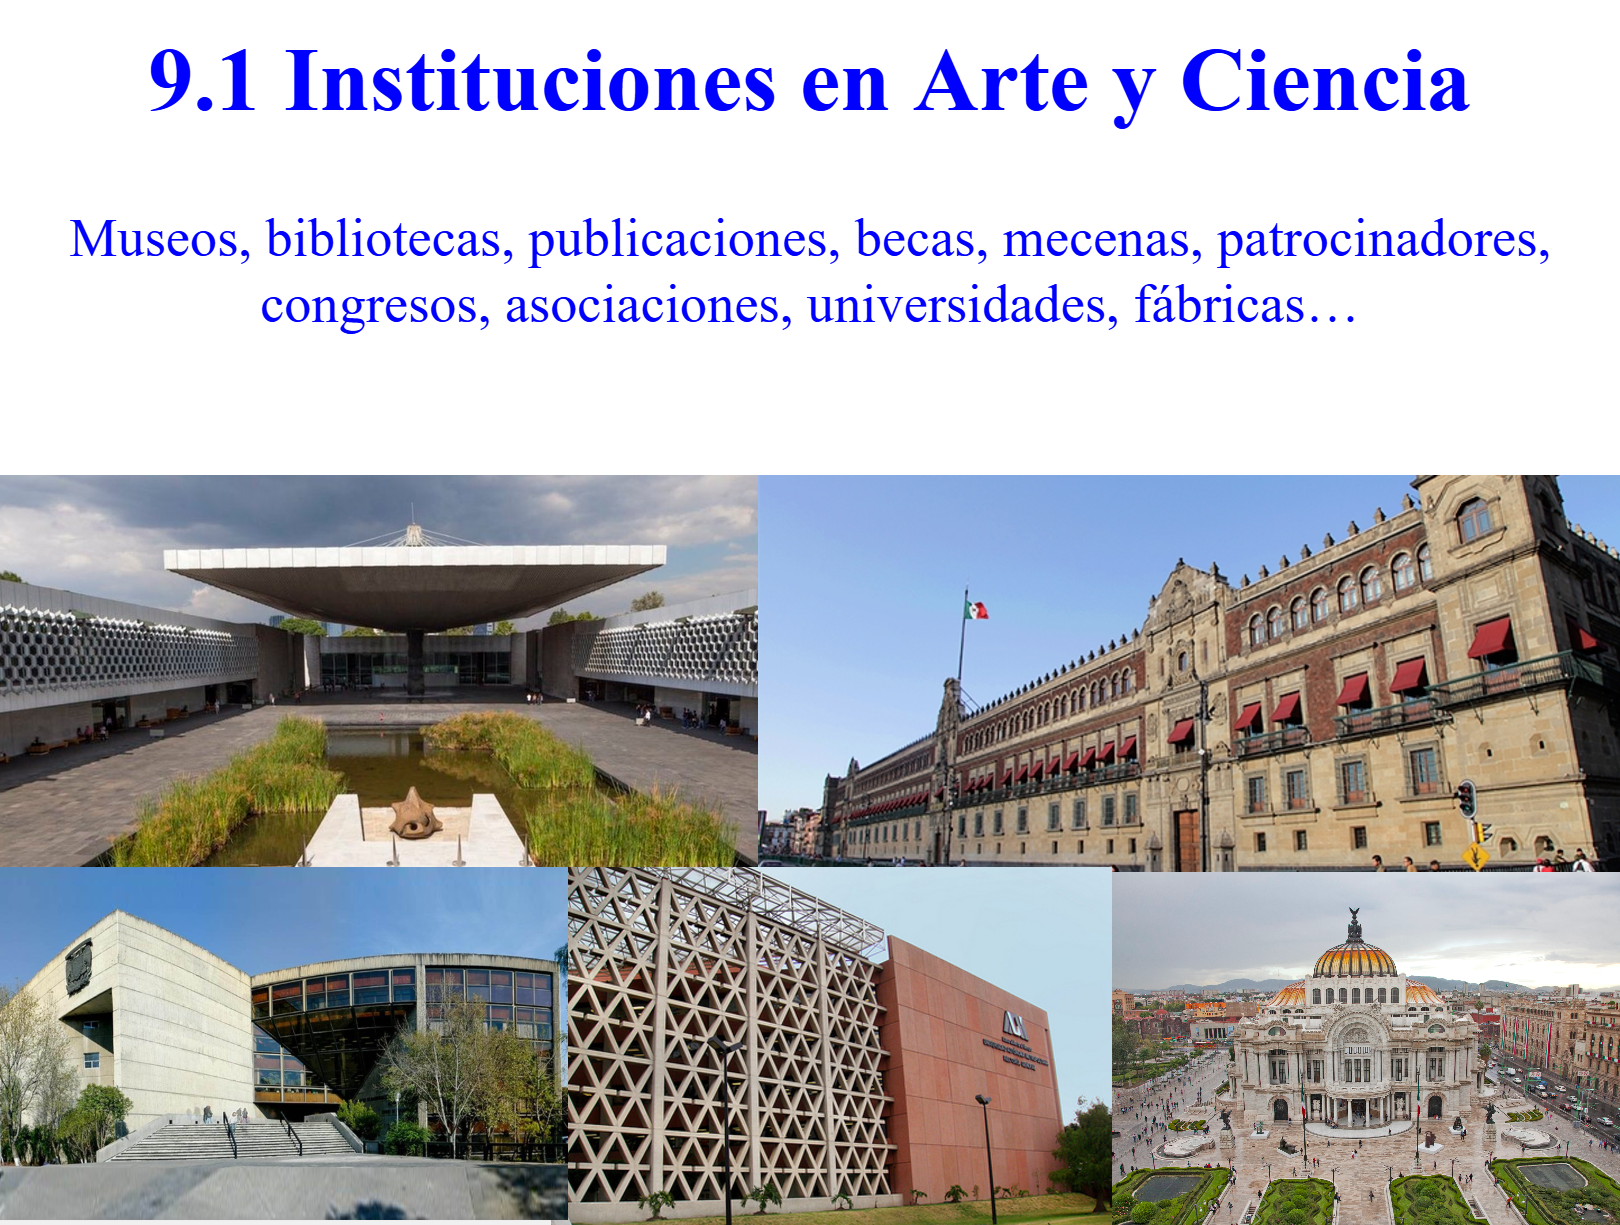 9.1 Instituciones en Arte y Ciencia
Museos, bibliotecas, publicaciones, becas, mecenas, patrocinadores,
congresos, asociaciones, universidades, fábricas…